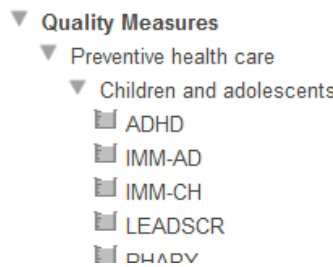 Quality Measures
Preventive health care
Children and adolescents
ADHD
IMM-AD
IMM-CH
LEADSCR